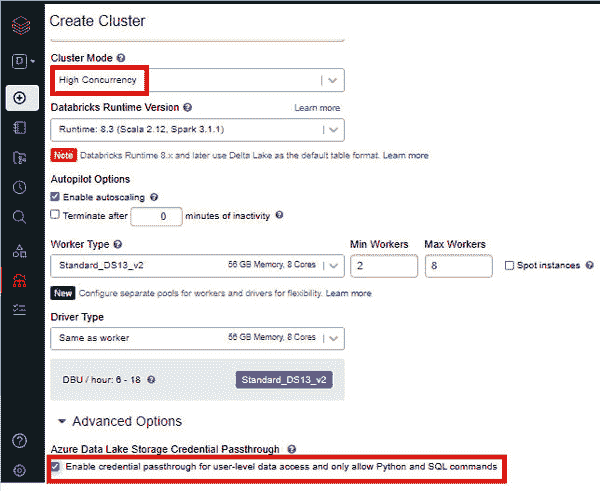 Create Cluster
Cluster Mode ?
High Concurrency
Databricks Runtime Version ? Learn more
Runtime: 8.3 (Scala 2.12, Spark 3.1.1)
Note Databricks Runtime 8.x and later use Delta Lake as the default table format. Learn more
Autopilot Options
Enable autoscaling ?
Terminate after 0 minutes of inactivity ?
Worker Type ? Min Workers Max Workers
Standard_DS13_v2 56 GB Memory, 8 Cores 2 8 Spot instances ?
New Configure separate pools for workers and drivers for flexibility. Learn more
Driver Type
Same as worker 56 GB Memory, 8 Cores
DBU / hour: 6 - 18 ? Standard_DS13_v2
Advanced Options
Azure Data Lake Storage Credential Passthrough ?
Enable credential passthrough for user-level data access and only allow Python and SQL commands